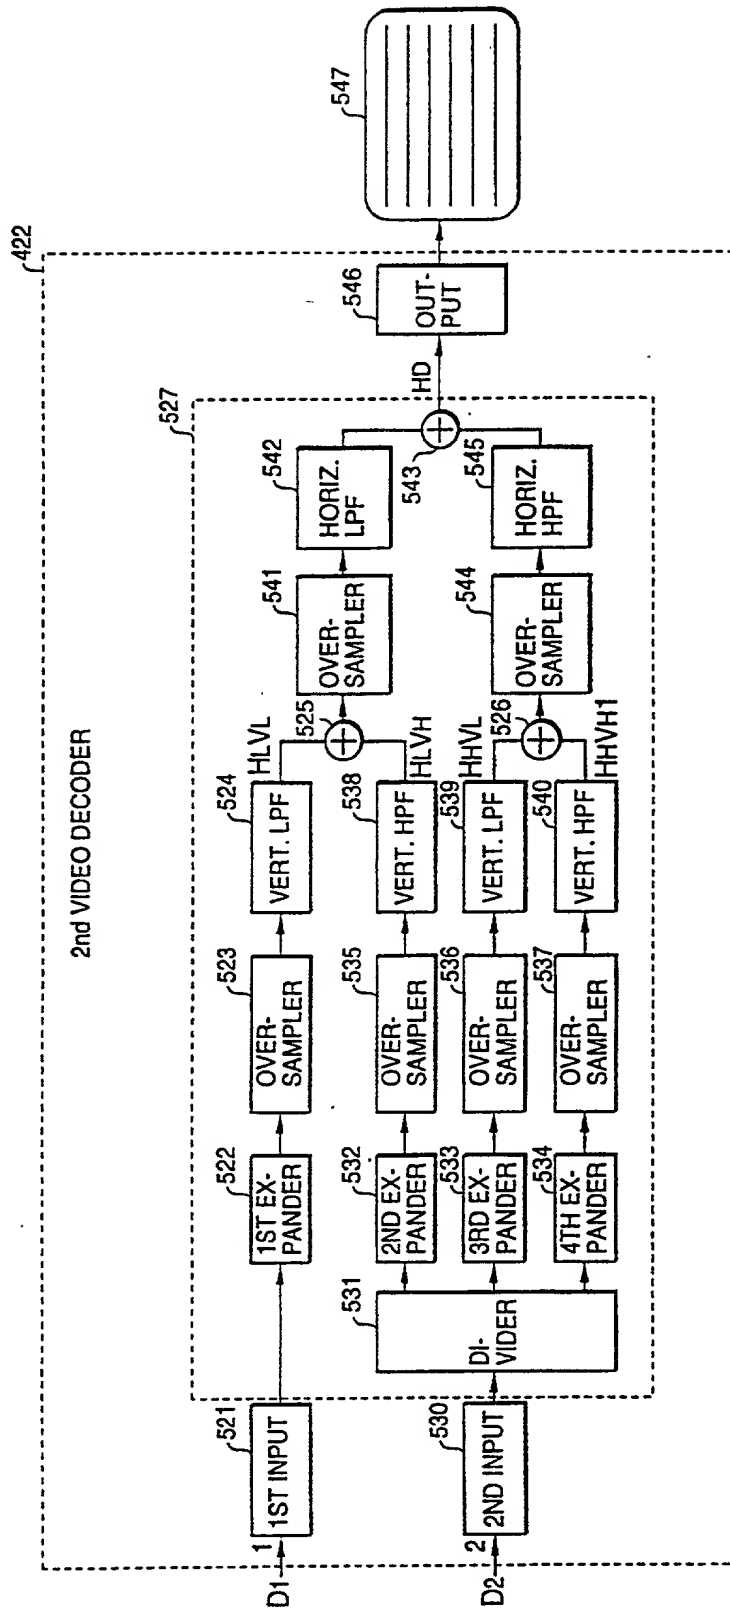 2nd VIDEO DECODER
422
527
D1
1
521
1ST INPUT
522
1ST EX-
PANDER
523
OVER-
SAMPLER
524
VERT. LPF
HLVL
525
541
OVER-
SAMPLER
542
HORIZ.
LPF
D2
2
530
2ND INPUT
531
DI-
VIDER
532
2ND EX-
PANDER
535
OVER-
SAMPLER
538
VERT. HPF
HLVH
533
3RD EX-
PANDER
536
OVER-
SAMPLER
539
VERT. LPF
HHVL
526
534
4TH EX-
PANDER
537
OVER-
SAMPLER
540
VERT. HPF
HHVH1
544
OVER-
SAMPLER
545
HORIZ.
HPF
543
HD
546
OUT-
PUT
547